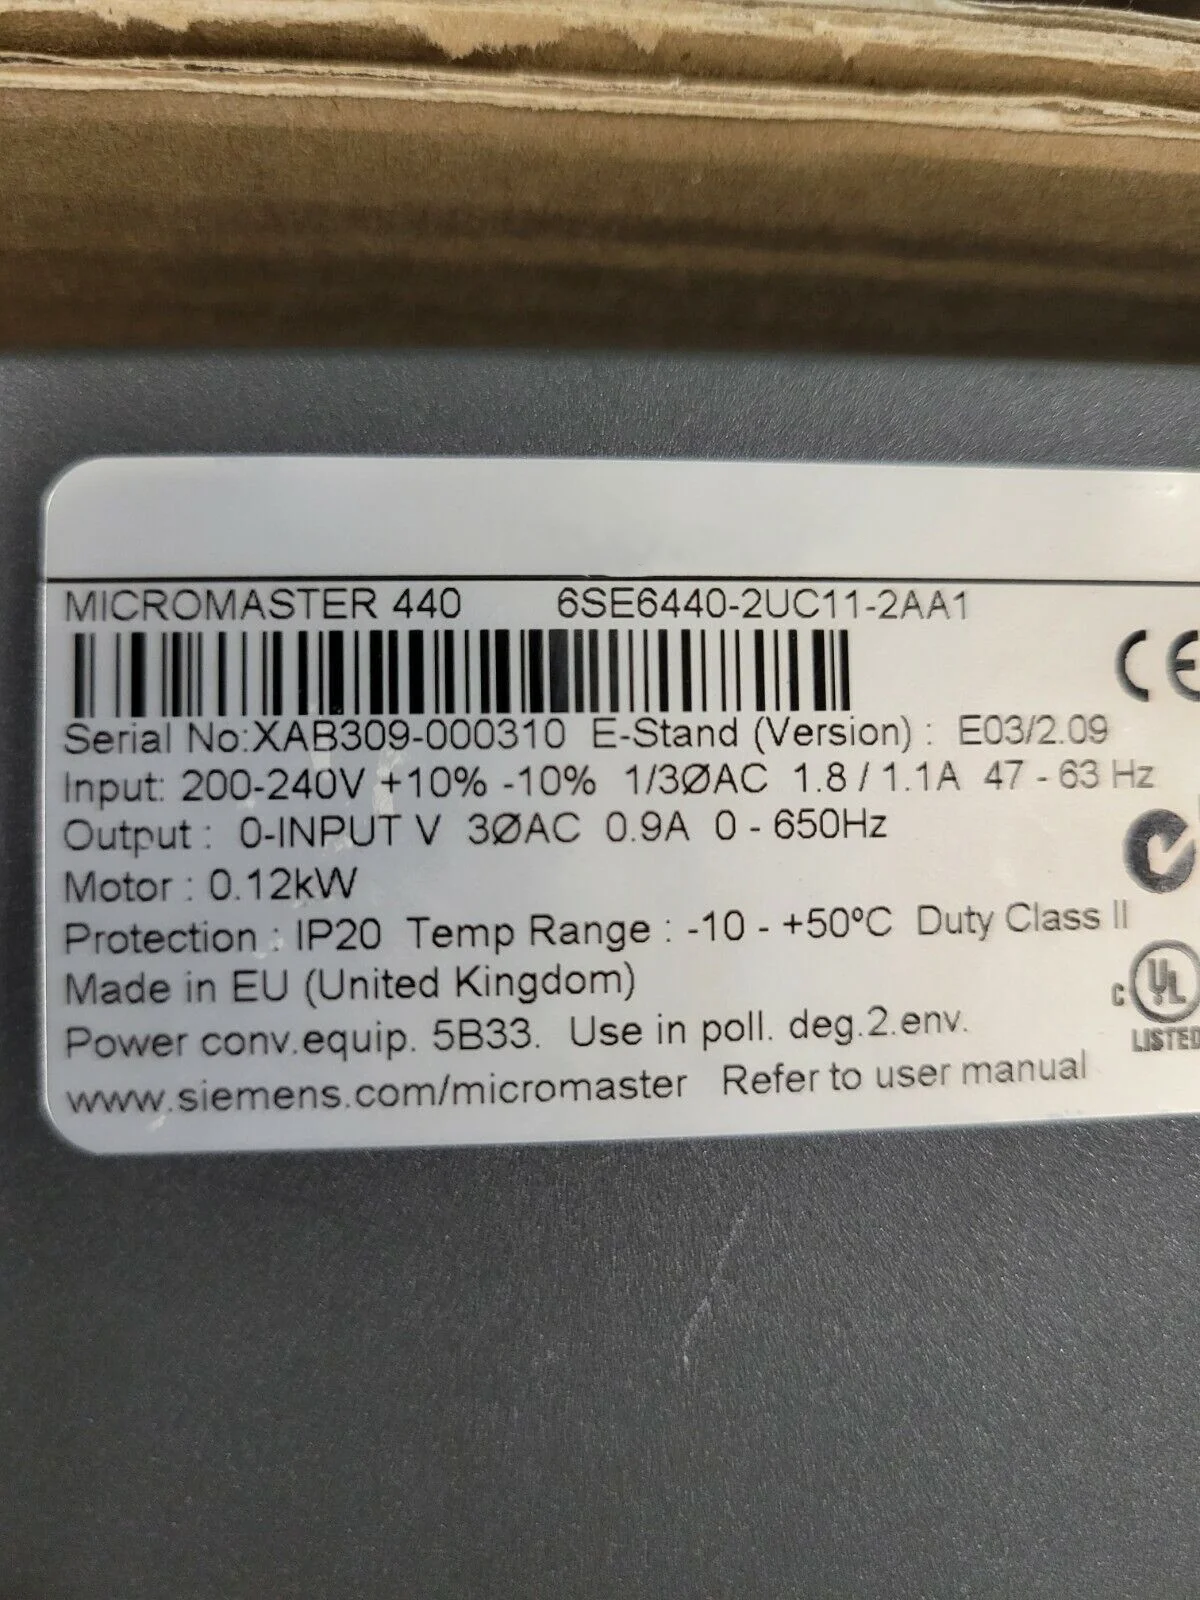 MICROMASTER 440 6SE6440-2UC11-2AA1
CE
Serial No:XAB309-000310 E-Stand (Version) : E03/2.09
Input: 200-240V +10% -10% 1/3ØAC 1.8 / 1.1A 47 - 63 Hz
Output : 0-INPUT V 3ØAC 0.9A 0 - 650Hz
Motor : 0.12kW
Protection : IP20 Temp Range : -10 - +50ºC Duty Class II
Made in EU (United Kingdom)
C UL
LISTED
Power conv.equip. 5B33. Use in poll. deg.2.env.
www.siemens.com/micromaster Refer to user manual